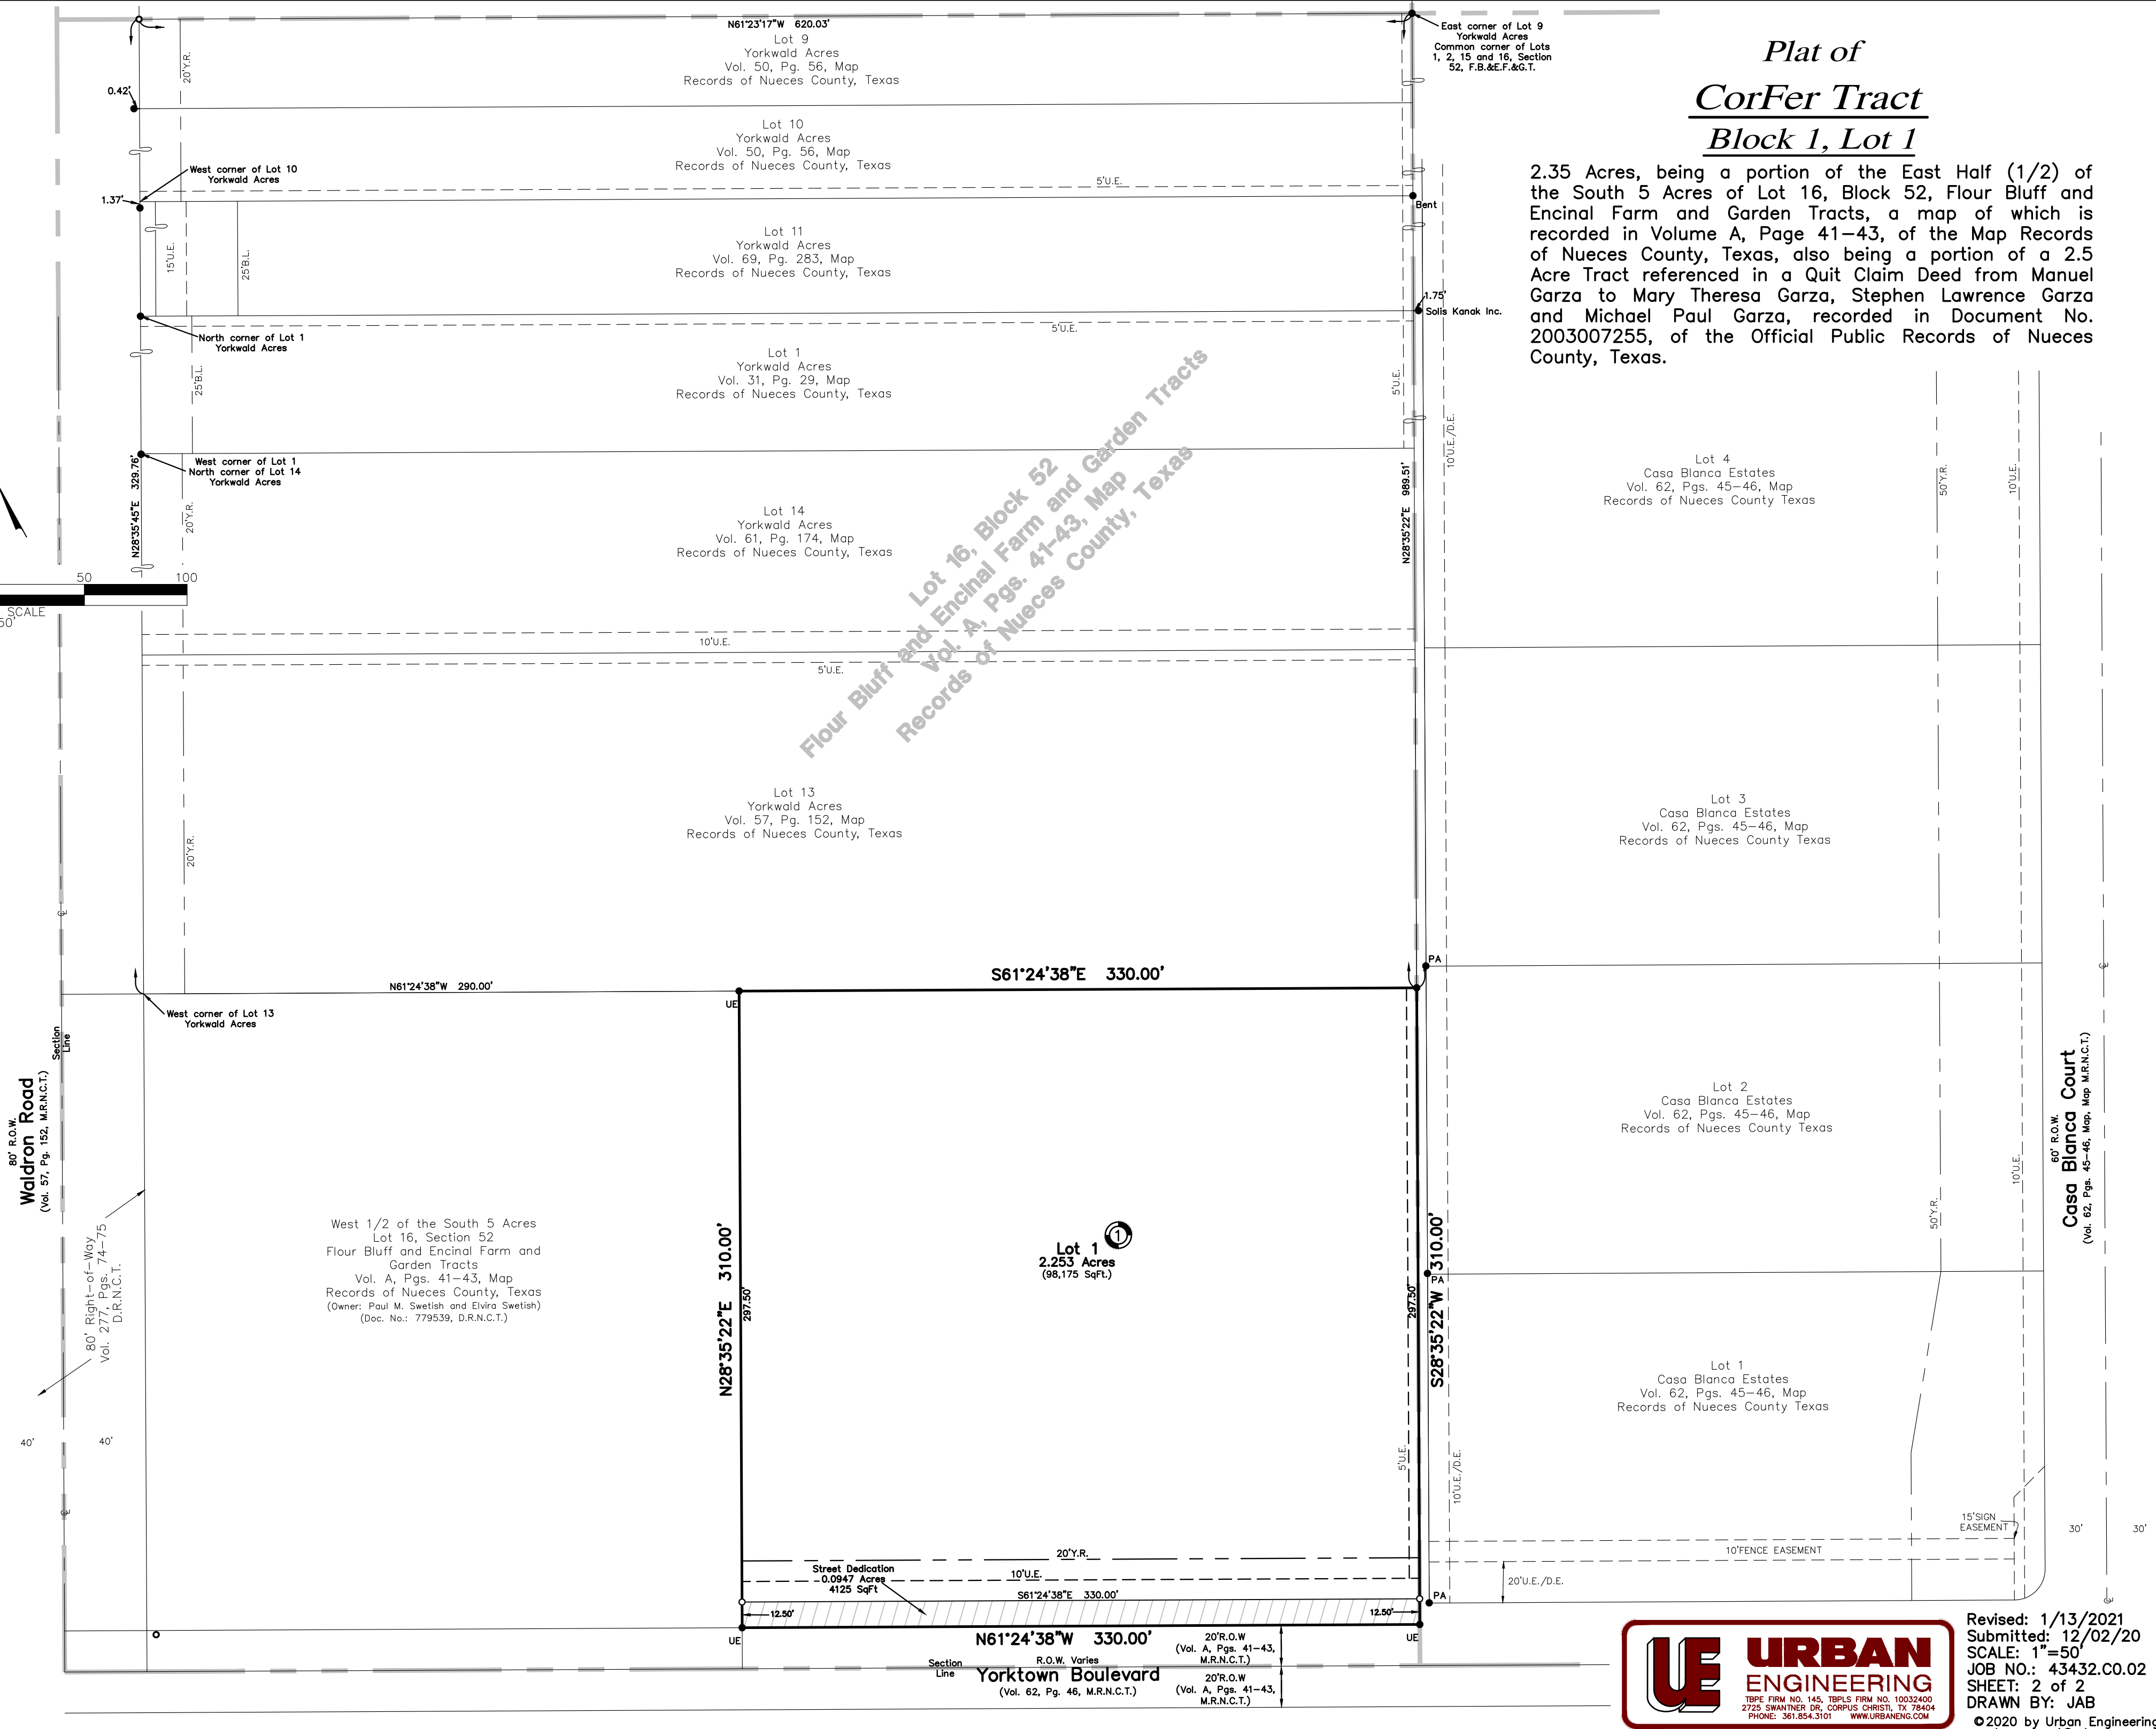 Plat of
CorFer Tract
Block 1, Lot 1
2.35 Acres, being a portion of the East Half (1/2) of
the South 5 Acres of Lot 16, Block 52, Flour Bluff and
Encinal Farm and Garden Tracts, a map of which is
recorded in Volume A, Page 41-43, of the Map Records
of Nueces County, Texas, also being a portion of a 2.5
Acre Tract referenced in a Quit Claim Deed from Manuel
Garza to Mary Theresa Garza, Stephen Lawrence Garza
and Michael Paul Garza, recorded in Document No.
2003007255, of the Official Public Records of Nueces
County, Texas.
N61°23'17"W 620.03'
Lot 9
Yorkwald Acres
Vol. 50, Pg. 56, Map
Records of Nueces County, Texas
East corner of Lot 9
Yorkwald Acres
Common corner of Lots
1, 2, 15 and 16, Section
52, F.B.&E.F.&G.T.
20'Y.R.
0.42'
Lot 10
Yorkwald Acres
Vol. 50, Pg. 56, Map
Records of Nueces County, Texas
West corner of Lot 10
Yorkwald Acres
5'U.E.
1.37'
Bent
15'U.E.
25'B.L.
Lot 11
Yorkwald Acres
Vol. 69, Pg. 283, Map
Records of Nueces County, Texas
1.75'
Solis Kanak Inc.
5'U.E.
North corner of Lot 1
Yorkwald Acres
25'B.L.
Lot 1
Yorkwald Acres
Vol. 31, Pg. 29, Map
Records of Nueces County, Texas
5'U.E.
10'U.E./D.E.
West corner of Lot 1
North corner of Lot 14
Yorkwald Acres
N28°35'45"E 329.76'
20'Y.R.
Lot 14
Yorkwald Acres
Vol. 61, Pg. 174, Map
Records of Nueces County, Texas
N28°35'22"E 989.51'
Lot 16, Block 52
Flour Bluff and Encinal Farm and Garden Tracts
Vol. A, Pgs. 41-43, Map
Records of Nueces County, Texas
50
100
SCALE
50'
10'U.E.
5'U.E.
Lot 4
Casa Blanca Estates
Vol. 62, Pgs. 45-46, Map
Records of Nueces County Texas
50'Y.R.
10'U.E.
Lot 13
Yorkwald Acres
Vol. 57, Pg. 152, Map
Records of Nueces County, Texas
20'Y.R.
Lot 3
Casa Blanca Estates
Vol. 62, Pgs. 45-46, Map
Records of Nueces County Texas
N61°24'38"W 290.00'
S61°24'38"E 330.00'
PA
UE
West corner of Lot 13
Yorkwald Acres
Section
Line
80' R.O.W.
Waldron Road
(Vol. 57, Pg. 152, M.R.N.C.T.)
80' Right-of-Way
Vol. 277, Pgs. 74-75
D.R.N.C.T.
West 1/2 of the South 5 Acres
Lot 16, Section 52
Flour Bluff and Encinal Farm and
Garden Tracts
Vol. A, Pgs. 41-43, Map
Records of Nueces County, Texas
(Owner: Paul M. Swetish and Elvira Swetish)
(Doc. No.: 779539, D.R.N.C.T.)
N28°35'22"E 310.00'
297.50'
1
Lot 1
2.253 Acres
(98,175 SqFt.)
297.50'
S28°35'22"W 310.00'
PA
Lot 2
Casa Blanca Estates
Vol. 62, Pgs. 45-46, Map
Records of Nueces County Texas
50'Y.R.
10'U.E.
60' R.O.W.
Casa Blanca Court
(Vol. 62, Pgs. 45-46, Map, Map M.R.N.C.T.)
Lot 1
Casa Blanca Estates
Vol. 62, Pgs. 45-46, Map
Records of Nueces County Texas
40'
40'
5'U.E.
10'U.E./D.E.
15'SIGN
EASEMENT
30'
30'
10'FENCE EASEMENT
20'U.E./D.E.
20'Y.R.
Street Dedication
0.0947 Acres
4125 SqFt
10'U.E.
S61°24'38"E 330.00'
12.50'
12.50'
PA
UE
N61°24'38"W 330.00'
UE
R.O.W. Varies
Section
Line
Yorktown Boulevard
(Vol. 62, Pg. 46, M.R.N.C.T.)
20'R.O.W
(Vol. A, Pgs. 41-43,
M.R.N.C.T.)
20'R.O.W
(Vol. A, Pgs. 41-43,
M.R.N.C.T.)
UE
URBAN
ENGINEERING
TBPE FIRM NO. 145, TBPLS FIRM NO. 10032400
2725 SWANTNER DR, CORPUS CHRISTI, TX 78404
PHONE: 361.854.3101 WWW.URBANENG.COM
Revised: 1/13/2021
Submitted: 12/02/20
SCALE: 1"=50'
JOB NO.: 43432.C0.02
SHEET: 2 of 2
DRAWN BY: JAB
©2020 by Urban Engineering